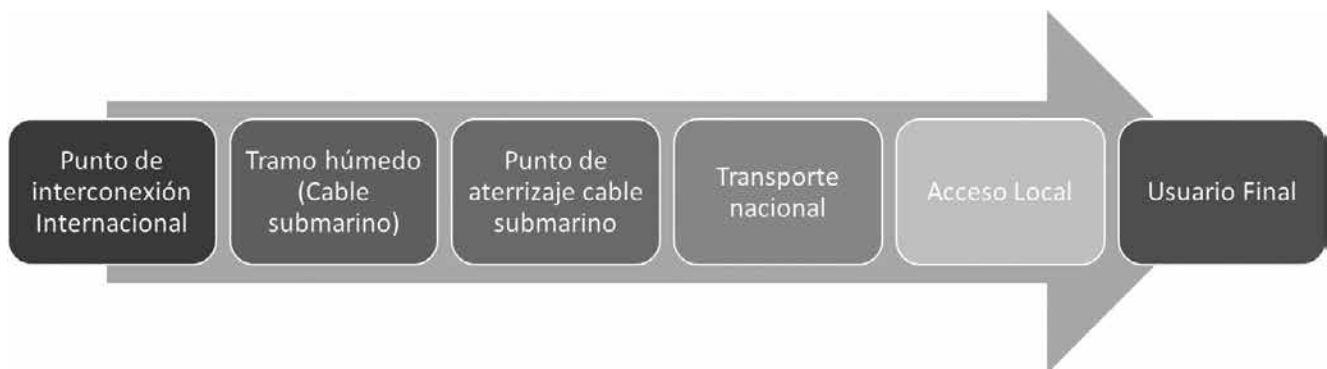 Punto de
interconexión
Internacional
Tramo húmedo
(Cable
submarino)
Punto de
aterrizaje cable
submarino
Transporte
nacional
Acceso Local
Usuario Final